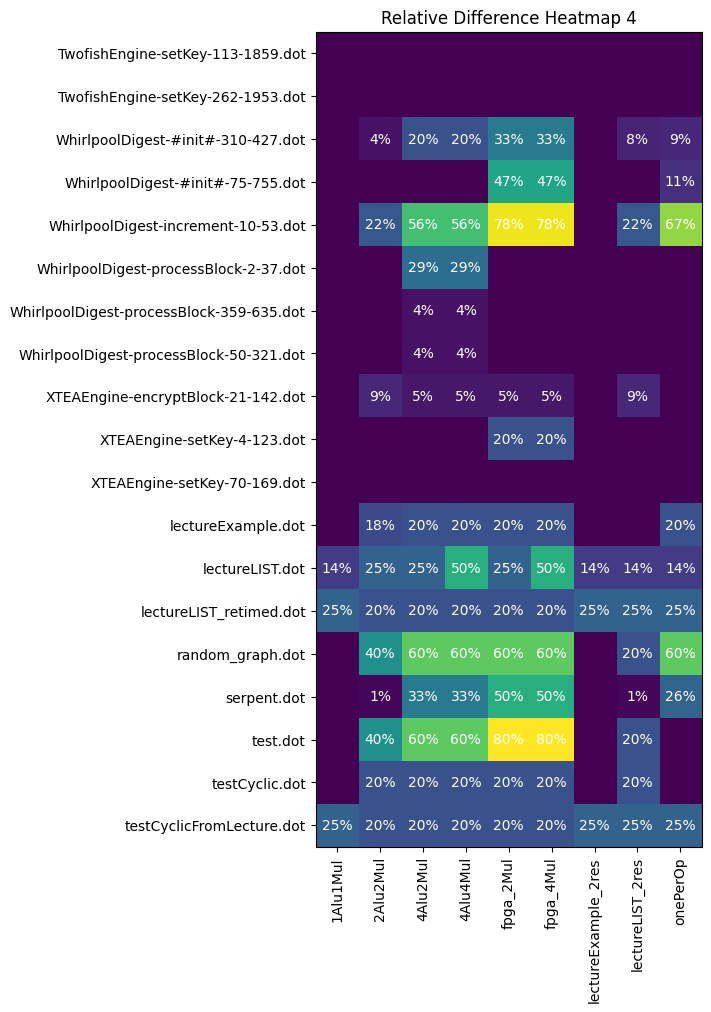 Relative Difference Heatmap 4
TwofishEngine-setKey-113-1859.dot
TwofishEngine-setKey-262-1953.dot
WhirlpoolDigest-#init#-310-427.dot 4% 20% 20% 33% 33% 8% 9%
WhirlpoolDigest-#init#-75-755.dot 47% 47% 11%
WhirlpoolDigest-increment-10-53.dot 22% 56% 56% 78% 78% 22% 67%
WhirlpoolDigest-processBlock-2-37.dot 29% 29%
WhirlpoolDigest-processBlock-359-635.dot 4% 4%
WhirlpoolDigest-processBlock-50-321.dot 4% 4%
XTEAEngine-encryptBlock-21-142.dot 9% 5% 5% 5% 5% 9%
XTEAEngine-setKey-4-123.dot 20% 20%
XTEAEngine-setKey-70-169.dot
lectureExample.dot 18% 20% 20% 20% 20% 20%
lectureLIST.dot 14% 25% 25% 50% 25% 50% 14% 14% 14%
lectureLIST_retimed.dot 25% 20% 20% 20% 20% 20% 25% 25% 25%
random_graph.dot 40% 60% 60% 60% 60% 20% 60%
serpent.dot 1% 33% 33% 50% 50% 1% 26%
test.dot 40% 60% 60% 80% 80% 20%
testCyclic.dot 20% 20% 20% 20% 20% 20%
testCyclicFromLecture.dot 25% 20% 20% 20% 20% 20% 25% 25% 25%
1Alu1Mul
2Alu2Mul
4Alu2Mul
4Alu4Mul
fpga_2Mul
fpga_4Mul
lectureExample_2res
lectureLIST_2res
onePerOp